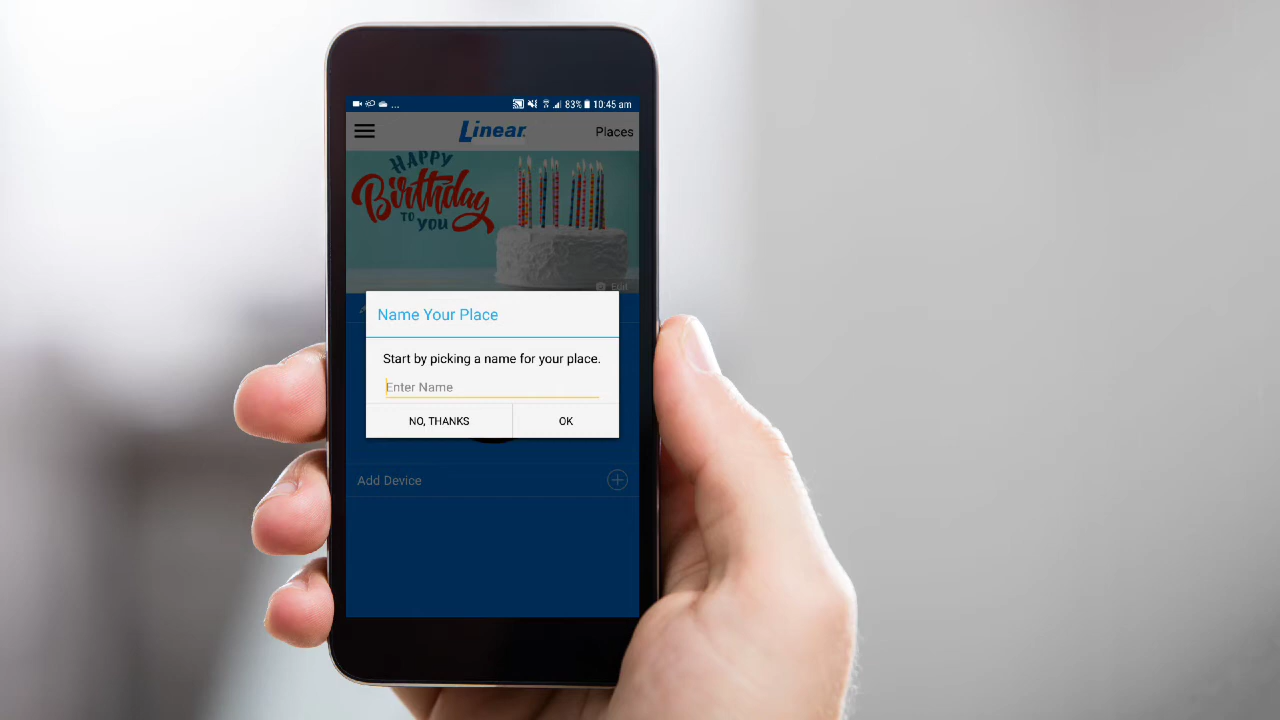 ... 83% 10:45 am
Linear
Places
HAPPY
Birthday
TO
YOU
Edit
Name Your Place
Start by picking a name for your place.
Enter Name
NO, THANKS
OK
Add Device